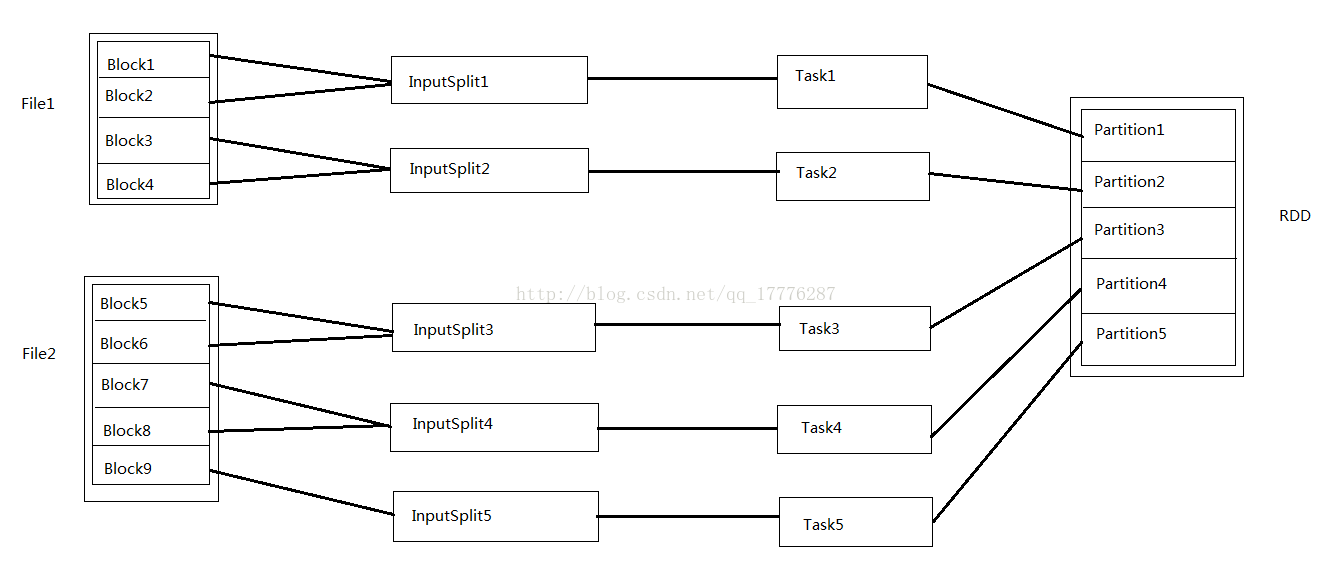 File1
Block1
Block2
Block3
Block4
InputSplit1
InputSplit2
Task1
Task2
File2
Block5
Block6
Block7
Block8
Block9
InputSplit3
InputSplit4
InputSplit5
Task3
Task4
Task5
Partition1
Partition2
Partition3
Partition4
Partition5
RDD
http://blog.csdn.net/qq_17776287